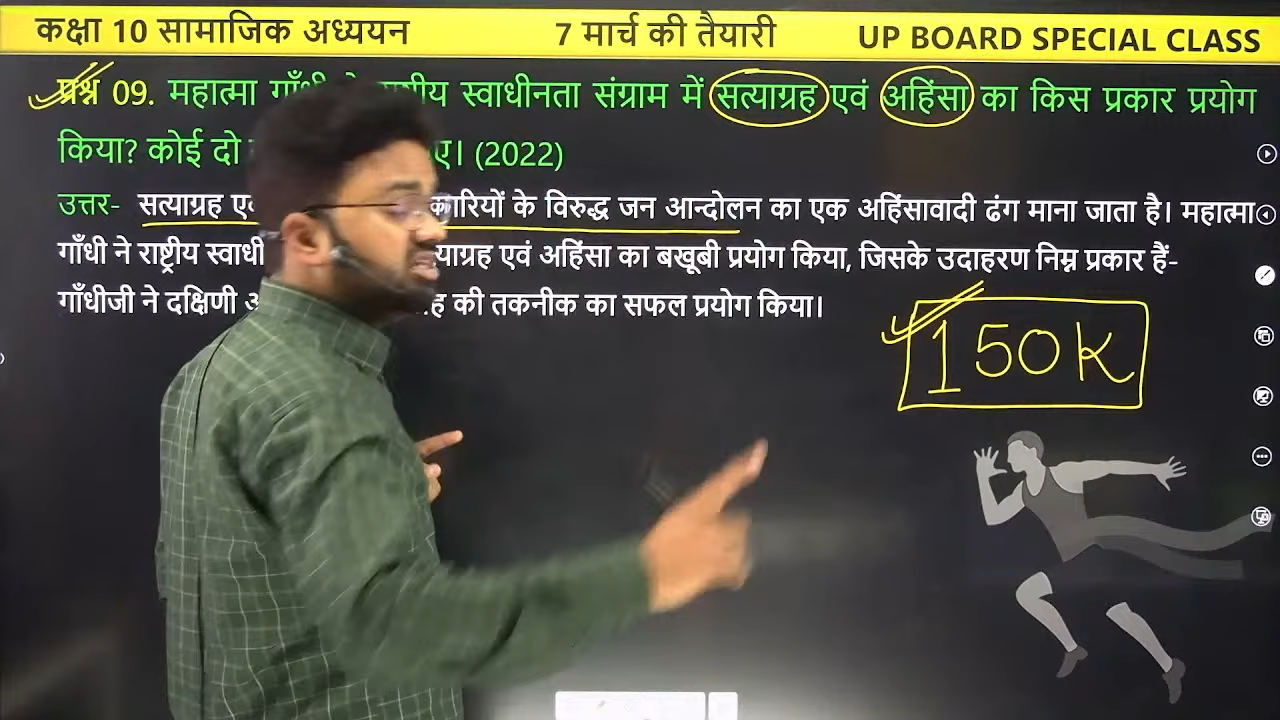 कक्षा 10 सामाजिक अध्ययन 7 मार्च की तैयारी UP BOARD SPECIAL CLASS
प्रश्न 09. महात्मा स्वाधीनता संग्राम में सत्याग्रह एवं अहिंसा का किस प्रकार प्रयोग
किया? कोई दो (2022)
उत्तर- सत्याग्रह के विरुद्ध जन आन्दोलन का एक अहिंसावादी ढंग माना जाता है। महात्मा
गाँधी ने राष्ट्रीय एवं अहिंसा का बखूबी प्रयोग किया, जिसके उदाहरण निम्न प्रकार हैं-
गाँधीजी ने दक्षिणी की तकनीक का सफल प्रयोग किया।
150K